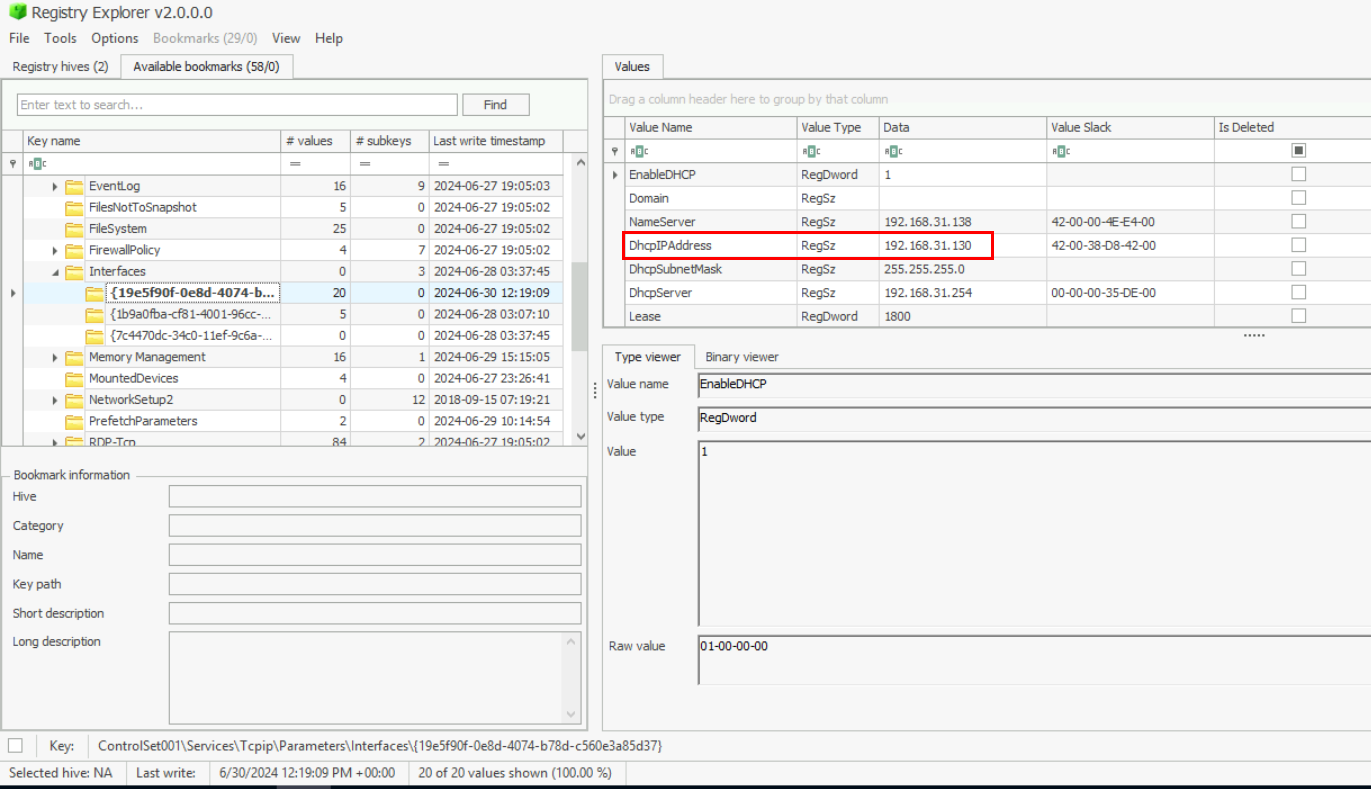 Registry Explorer v2.0.0.0
File Tools Options Bookmarks (29/0) View Help
Registry hives (2) Available bookmarks (58/0)
Enter text to search... Find
Key name # values # subkeys Last write timestamp
= = =
EventLog 16 9 2024-06-27 19:05:03
FilesNotToSnapshot 5 0 2024-06-27 19:05:02
FileSystem 25 0 2024-06-27 19:05:02
FirewallPolicy 4 7 2024-06-27 19:05:02
Interfaces 0 3 2024-06-28 03:37:45
{19e5f90f-0e8d-4074-b... 20 0 2024-06-30 12:19:09
{1b9a0fba-cf81-4001-96cc-... 5 0 2024-06-28 03:07:10
{7c4470dc-34c0-11ef-9c6a-... 0 0 2024-06-28 03:37:45
Memory Management 16 1 2024-06-29 15:15:05
MountedDevices 4 0 2024-06-27 23:26:41
NetworkSetup2 0 12 2018-09-15 07:19:21
PrefetchParameters 2 0 2024-06-29 10:14:54
RDP-Tcp 84 2 2024-06-27 19:05:02
Bookmark information
Hive
Category
Name
Key path
Short description
Long description
Values
Drag a column header here to group by that column
Value Name Value Type Data Value Slack Is Deleted
EnableDHCP RegDword 1
Domain RegSz
NameServer RegSz 192.168.31.138 42-00-00-4E-E4-00
DhcpIPAddress RegSz 192.168.31.130 42-00-38-D8-42-00
DhcpSubnetMask RegSz 255.255.255.0
DhcpServer RegSz 192.168.31.254 00-00-00-35-DE-00
Lease RegDword 1800
Type viewer Binary viewer
Value name EnableDHCP
Value type RegDword
Value 1
Raw value 01-00-00-00
Key: ControlSet001\Services\Tcpip\Parameters\Interfaces\{19e5f90f-0e8d-4074-b78d-c560e3a85d37}
Selected hive: NA Last write: 6/30/2024 12:19:09 PM +00:00 20 of 20 values shown (100.00 %)